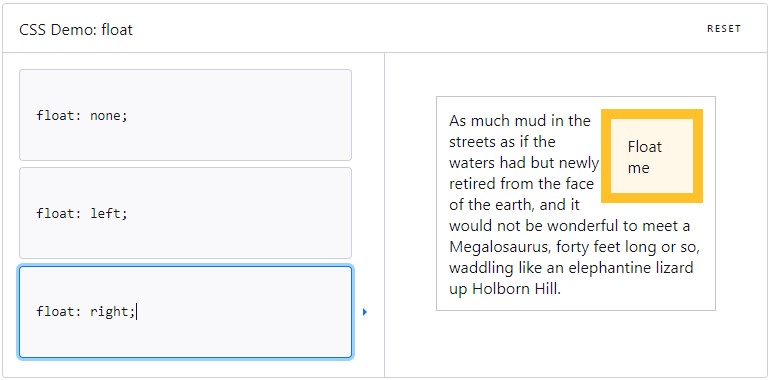 CSS Demo: float
RESET
float: none;
float: left;
float: right;
As much mud in the
streets as if the
waters had but newly
retired from the face
of the earth, and it
would not be wonderful to meet a
Megalosaurus, forty feet long or so,
waddling like an elephantine lizard
up Holborn Hill.
Float
me